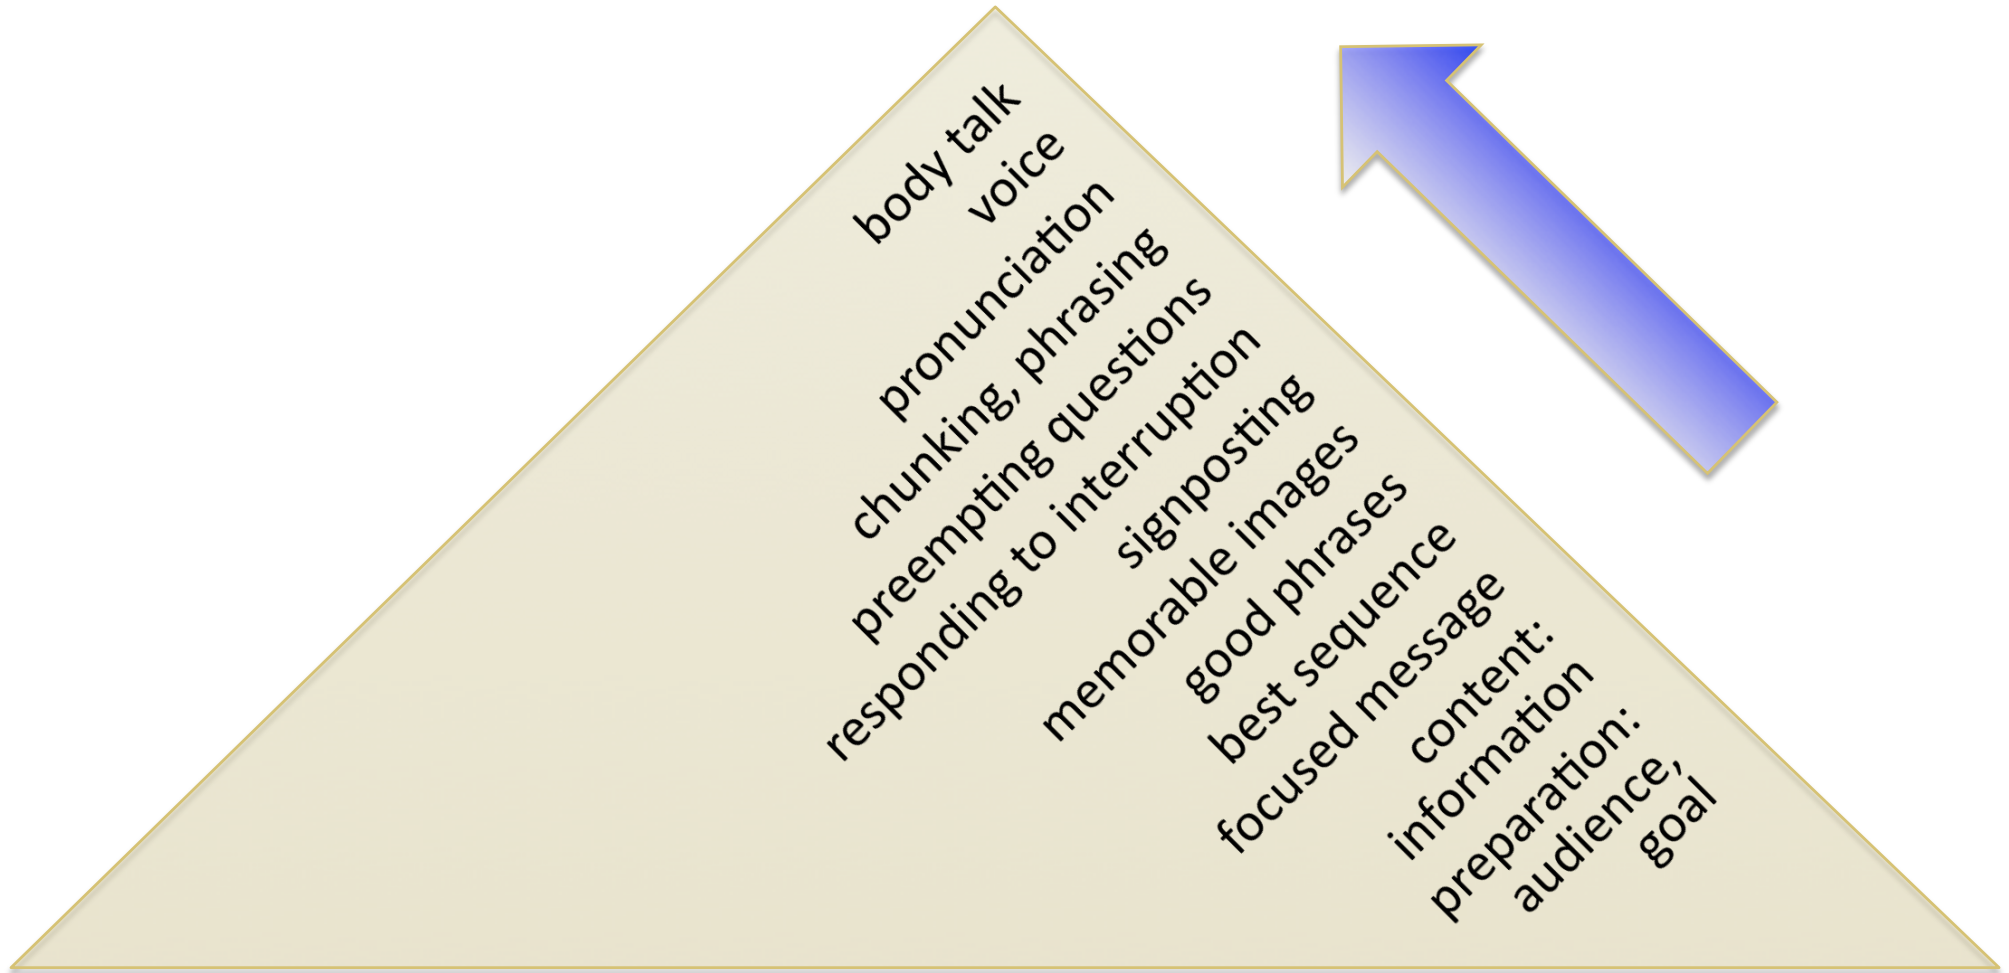 body talk
voice
pronunciation
chunking, phrasing
preempting questions
responding to interruption
signposting
memorable images
good phrases
best sequence
focused message
content:
information
preparation:
audience,
goal